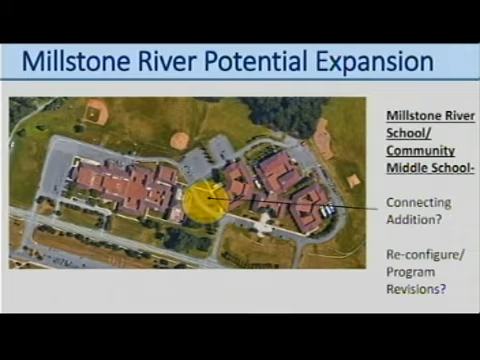 Millstone River Potential Expansion
Millstone River
School/
Community
Middle School-
Connecting
Addition?
Re-configure/
Program
Revisions?